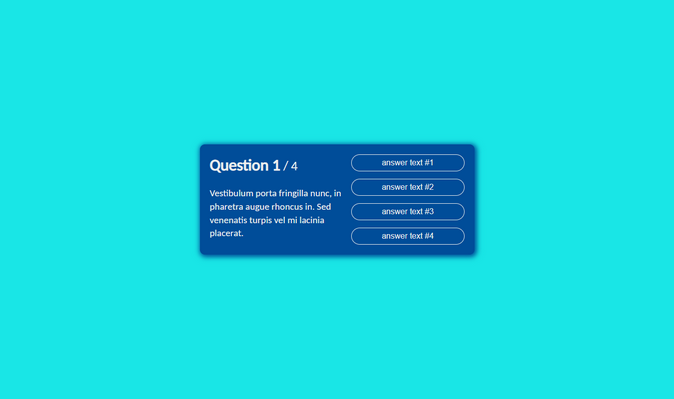 Question 1 / 4
Vestibulum porta fringilla nunc, in
pharetra augue rhoncus in. Sed
venenatis turpis vel mi lacinia
placerat.
answer text #1
answer text #2
answer text #3
answer text #4